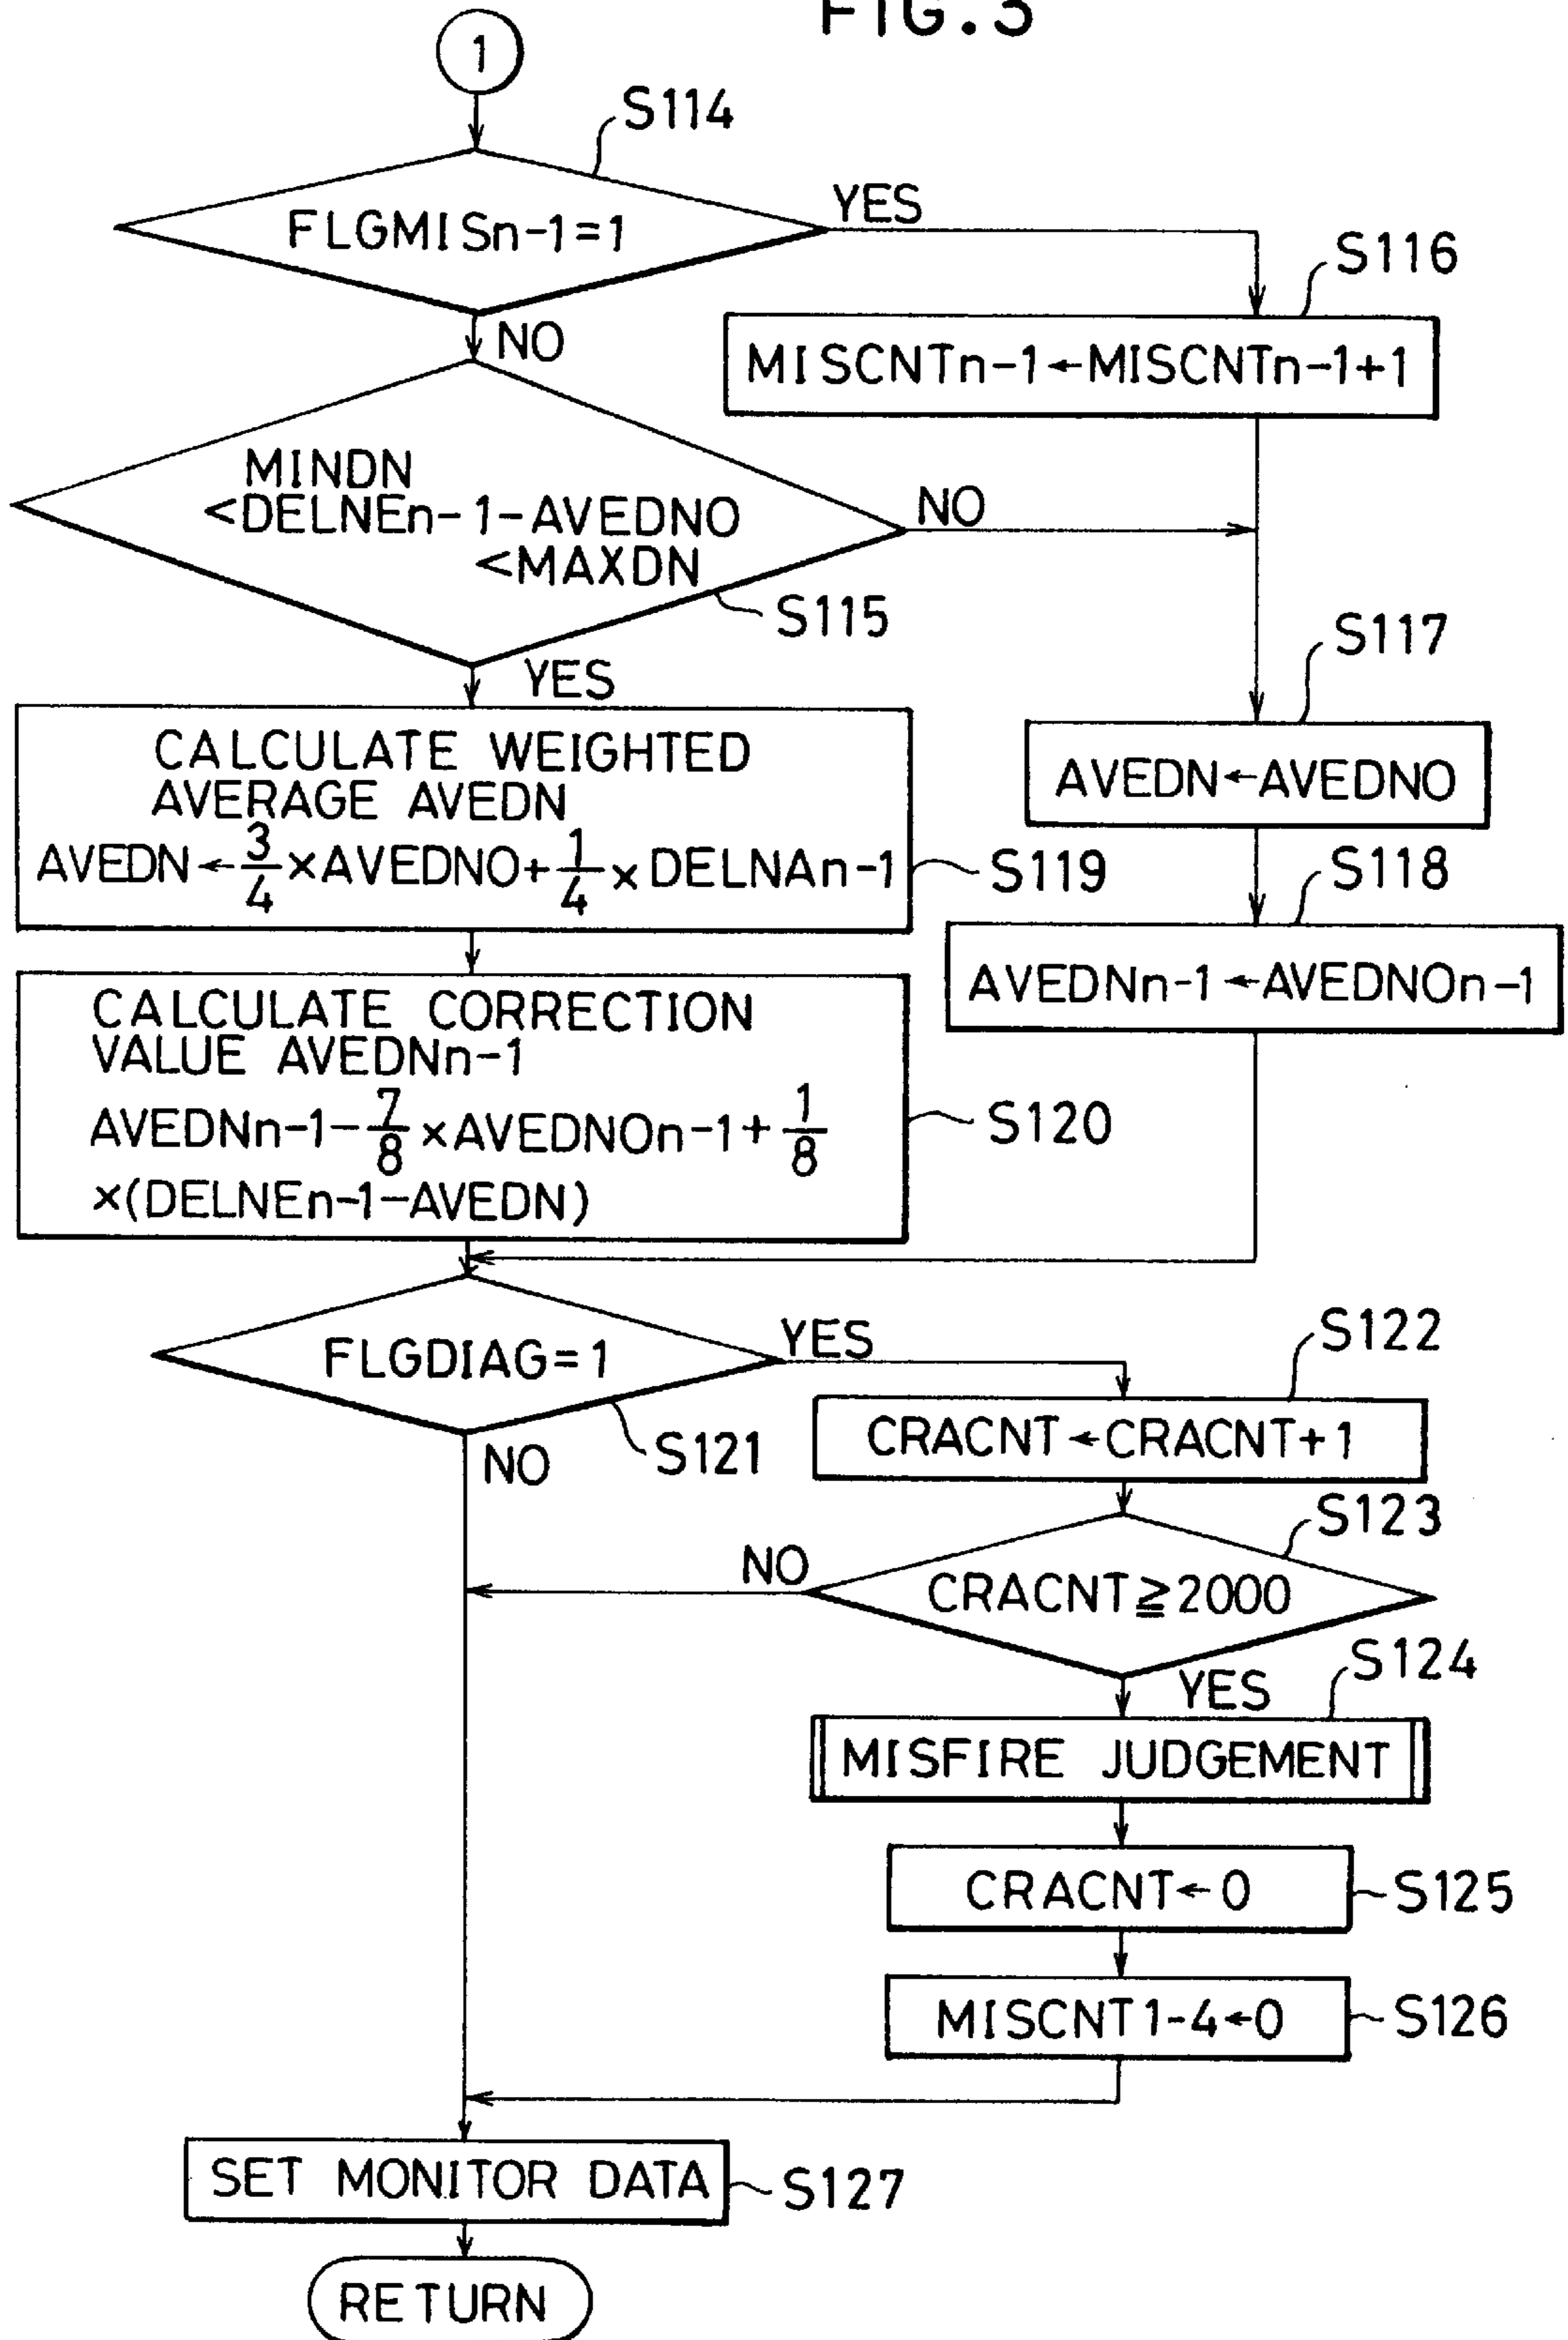 FIG.3
1
S114
FLGMISn-1=1
YES
S116
NO
MISCNTn-1←MISCNTn-1+1
MINDN
<DELNEn-1-AVEDNO
<MAXDN
NO
S115
S117
YES
CALCULATE WEIGHTED
AVERAGE AVEDN
AVEDN←3/4×AVEDNO+1/4×DELNAn-1
S119
AVEDN←AVEDNO
S118
AVEDNn-1←AVEDNOn-1
CALCULATE CORRECTION
VALUE AVEDNn-1
AVEDNn-1-7/8×AVEDNOn-1+1/8
×(DELNEn-1-AVEDN)
S120
FLGDIAG=1
YES
S122
S121
NO
CRACNT←CRACNT+1
S123
NO
CRACNT≧2000
S124
YES
MISFIRE JUDGEMENT
CRACNT←0
S125
MISCNT1-4←0
S126
SET MONITOR DATA
S127
RETURN